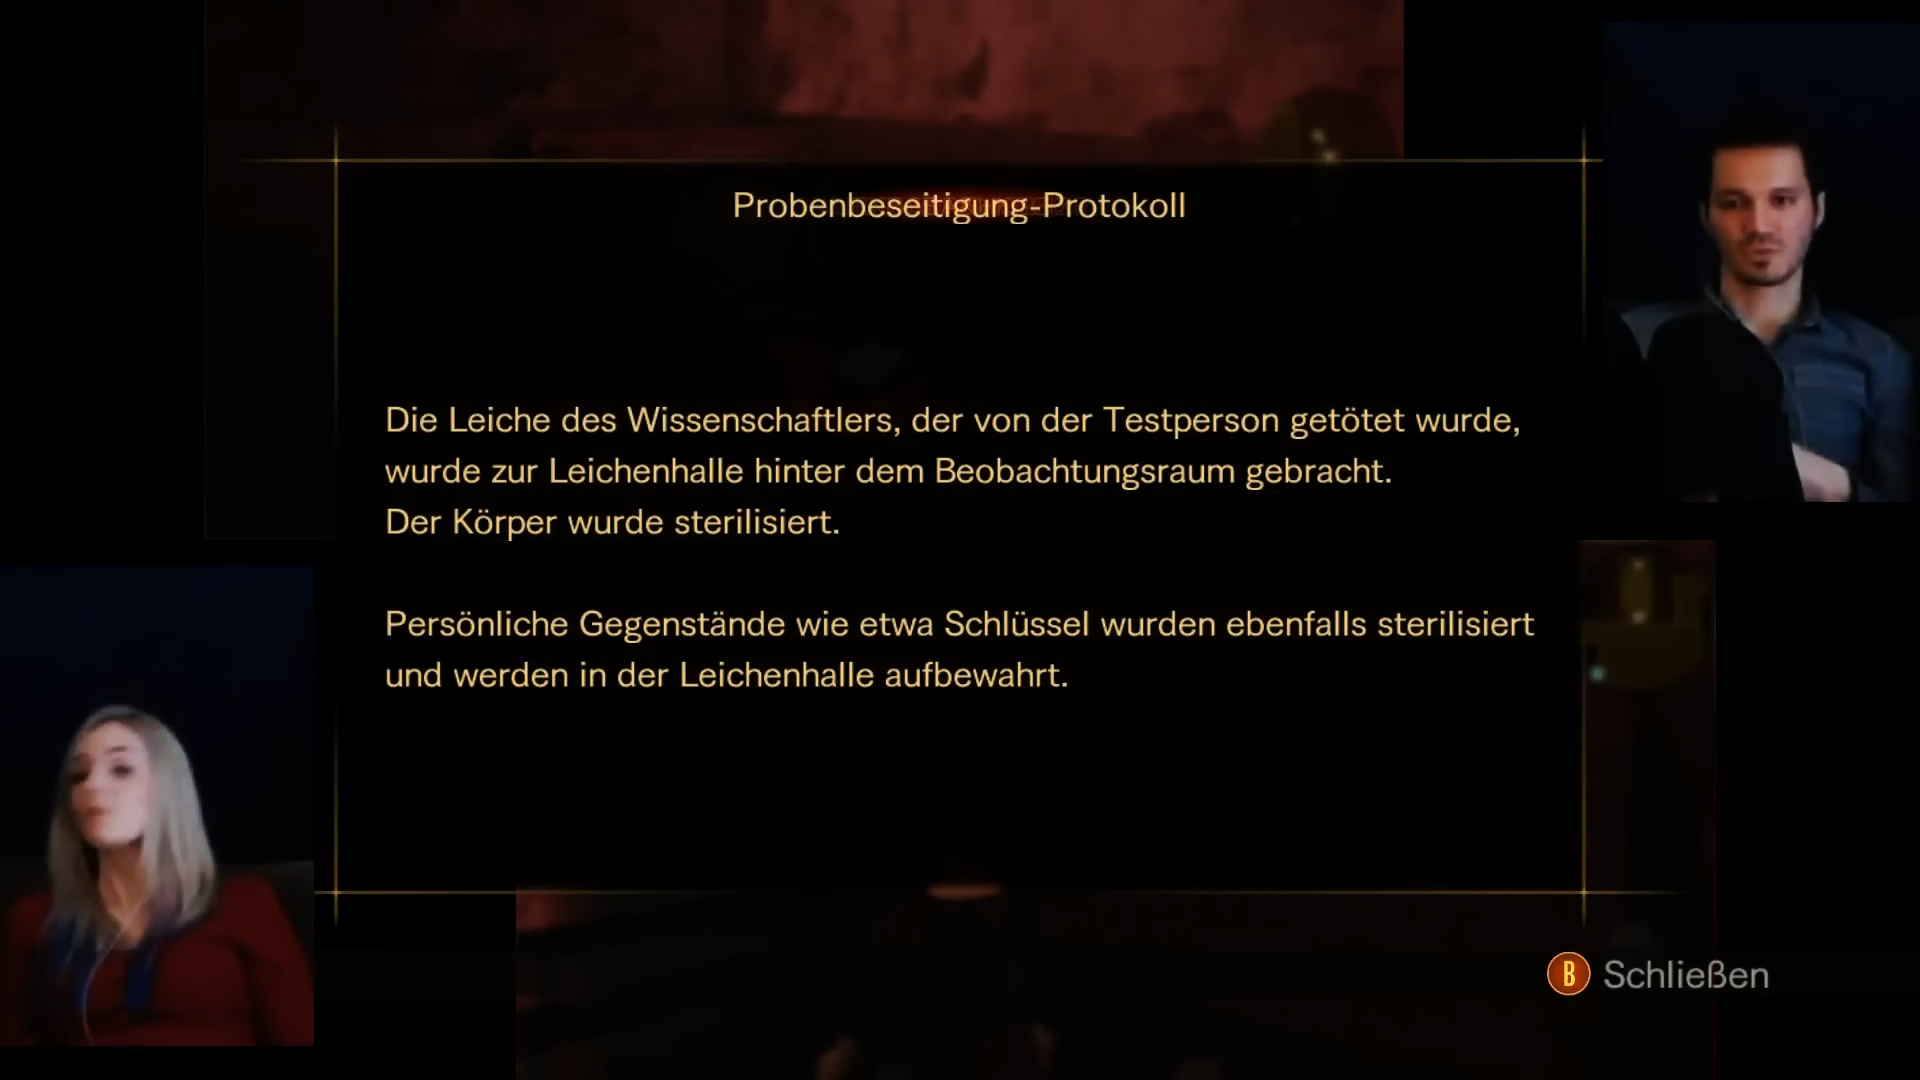 Probenbeseitigung-Protokoll
Die Leiche des Wissenschaftlers, der von der Testperson getötet wurde,
wurde zur Leichenhalle hinter dem Beobachtungsraum gebracht.
Der Körper wurde sterilisiert.
Persönliche Gegenstände wie etwa Schlüssel wurden ebenfalls sterilisiert
und werden in der Leichenhalle aufbewahrt.
B Schließen